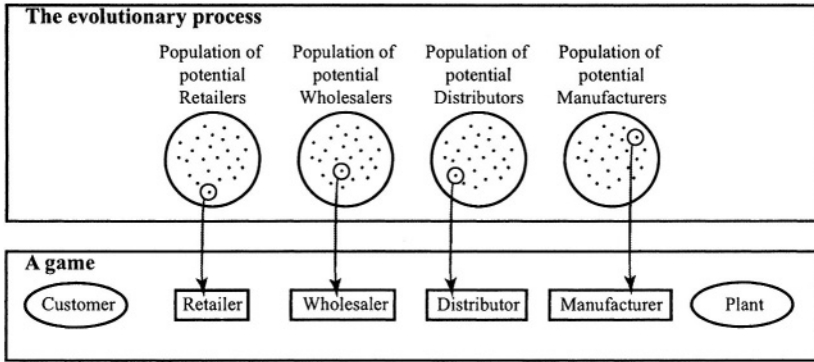 The evolutionary process
Population of
potential
Retailers
Population of
potential
Wholesalers
Population of
potential
Distributors
Population of
potential
Manufacturers
A game
Customer
Retailer
Wholesaler
Distributor
Manufacturer
Plant